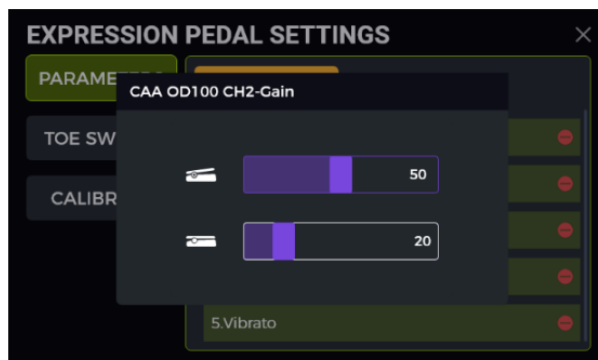 EXPRESSION PEDAL SETTINGS
PARAME
CAA OD100 CH2-Gain
TOE SW
50
CALIBR
20
5.Vibrato